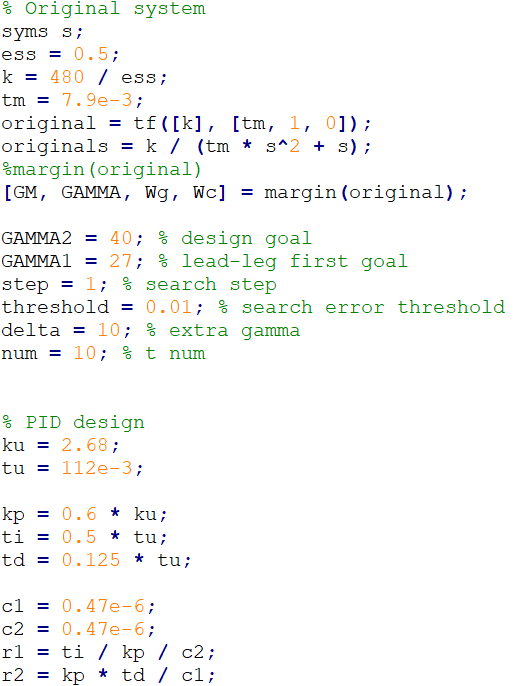 % Original system
syms s;
ess = 0.5;
k = 480 / ess;
tm = 7.9e-3;
original = tf([k], [tm, 1, 0]);
originals = k / (tm * s^2 + s);
%margin(original)
[GM, GAMMA, Wg, Wc] = margin(original);
GAMMA2 = 40; % design goal
GAMMA1 = 27; % lead-leg first goal
step = 1; % search step
threshold = 0.01; % search error threshold
delta = 10; % extra gamma
num = 10; % t num
% PID design
ku = 2.68;
tu = 112e-3;
kp = 0.6 * ku;
ti = 0.5 * tu;
td = 0.125 * tu;
c1 = 0.47e-6;
c2 = 0.47e-6;
r1 = ti / kp / c2;
r2 = kp * td / c1;